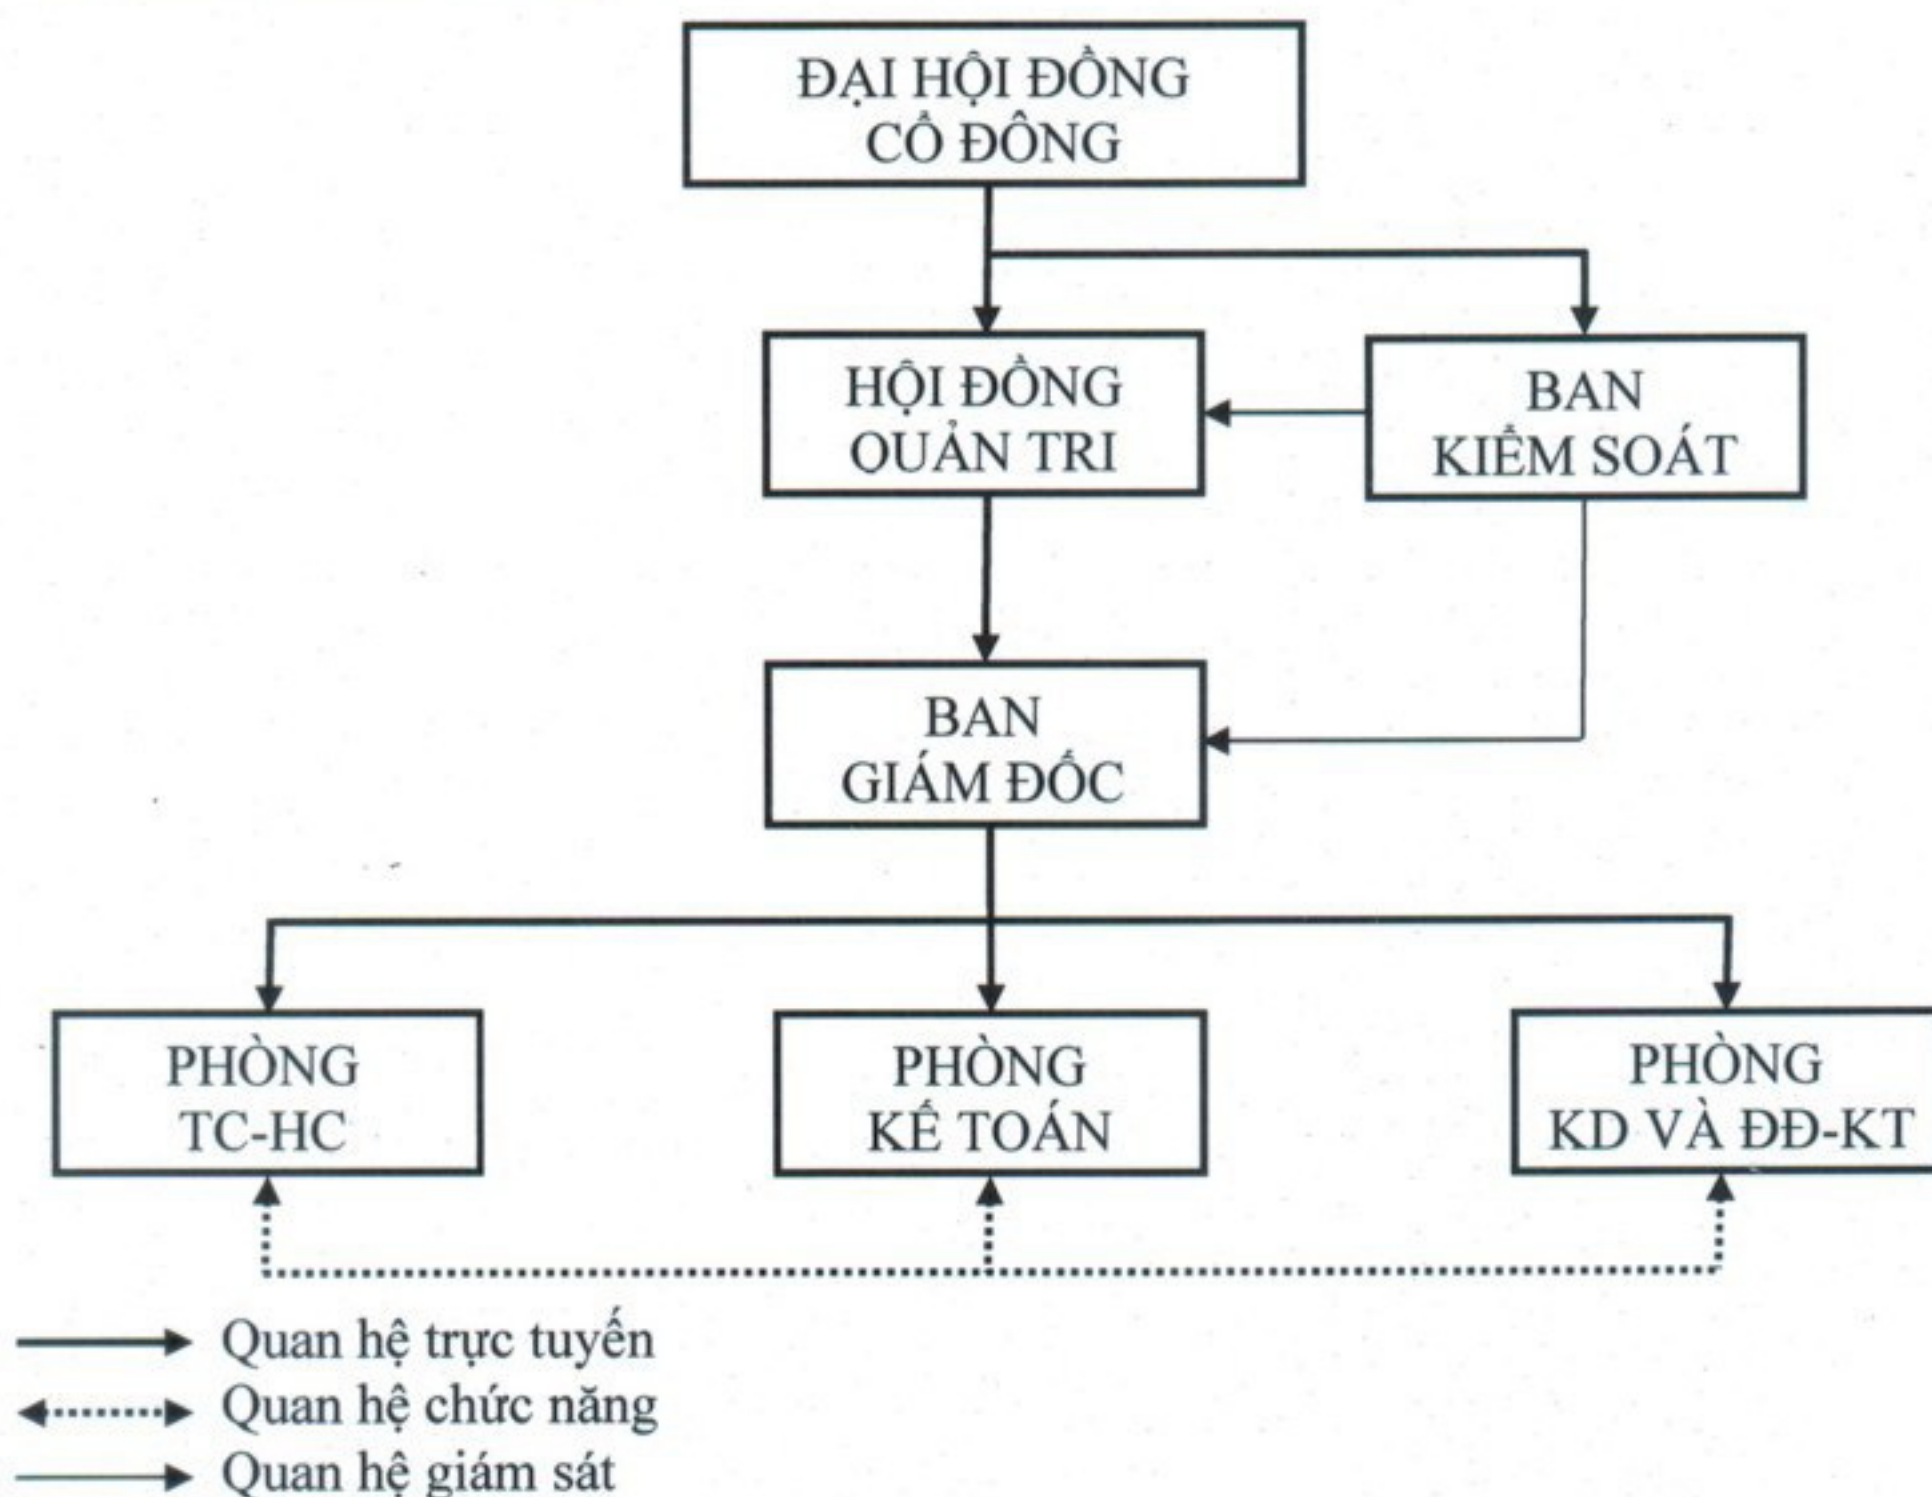 ĐẠI HỘI ĐỒNG
CỔ ĐÔNG
HỘI ĐỒNG
QUẢN TRI
BAN
KIỂM SOÁT
BAN
GIÁM ĐỐC
PHÒNG
TC-HC
PHÒNG
KẾ TOÁN
PHÒNG
KD VÀ ĐĐ-KT
Quan hệ trực tuyến
Quan hệ chức năng
Quan hệ giám sát